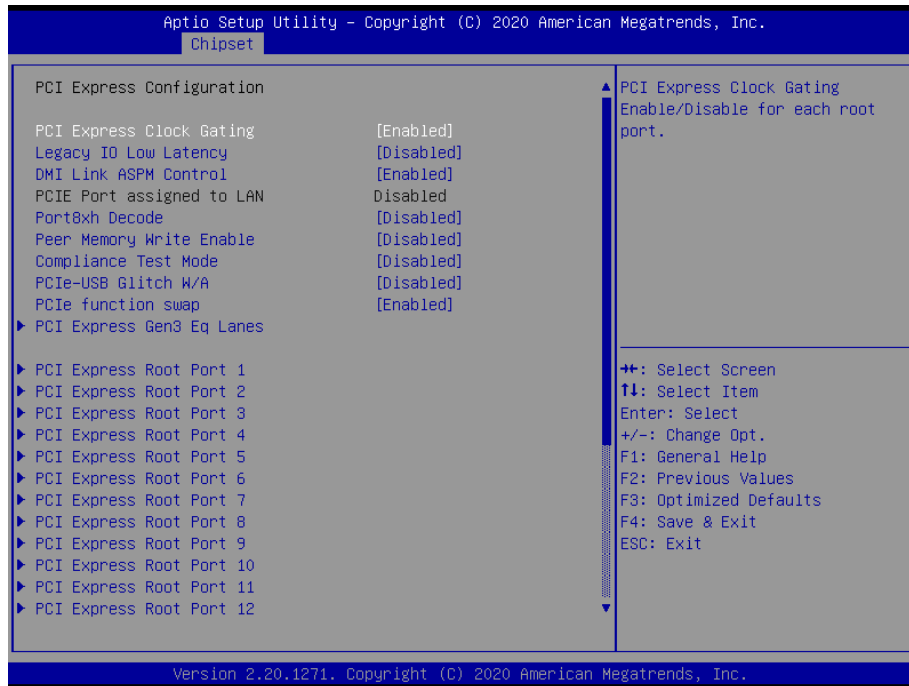 Aptio Setup Utility – Copyright (C) 2020 American Megatrends, Inc.
Chipset
PCI Express Configuration
PCI Express Clock Gating [Enabled]
Legacy IO Low Latency [Disabled]
DMI Link ASPM Control [Enabled]
PCIE Port assigned to LAN Disabled
Port8xh Decode [Disabled]
Peer Memory Write Enable [Disabled]
Compliance Test Mode [Disabled]
PCIe-USB Glitch W/A [Disabled]
PCIe function swap [Enabled]
PCI Express Gen3 Eq Lanes
PCI Express Root Port 1
PCI Express Root Port 2
PCI Express Root Port 3
PCI Express Root Port 4
PCI Express Root Port 5
PCI Express Root Port 6
PCI Express Root Port 7
PCI Express Root Port 8
PCI Express Root Port 9
PCI Express Root Port 10
PCI Express Root Port 11
PCI Express Root Port 12
PCI Express Clock Gating
Enable/Disable for each root
port.
→←: Select Screen
↑↓: Select Item
Enter: Select
+/-: Change Opt.
F1: General Help
F2: Previous Values
F3: Optimized Defaults
F4: Save & Exit
ESC: Exit
Version 2.20.1271. Copyright (C) 2020 American Megatrends, Inc.